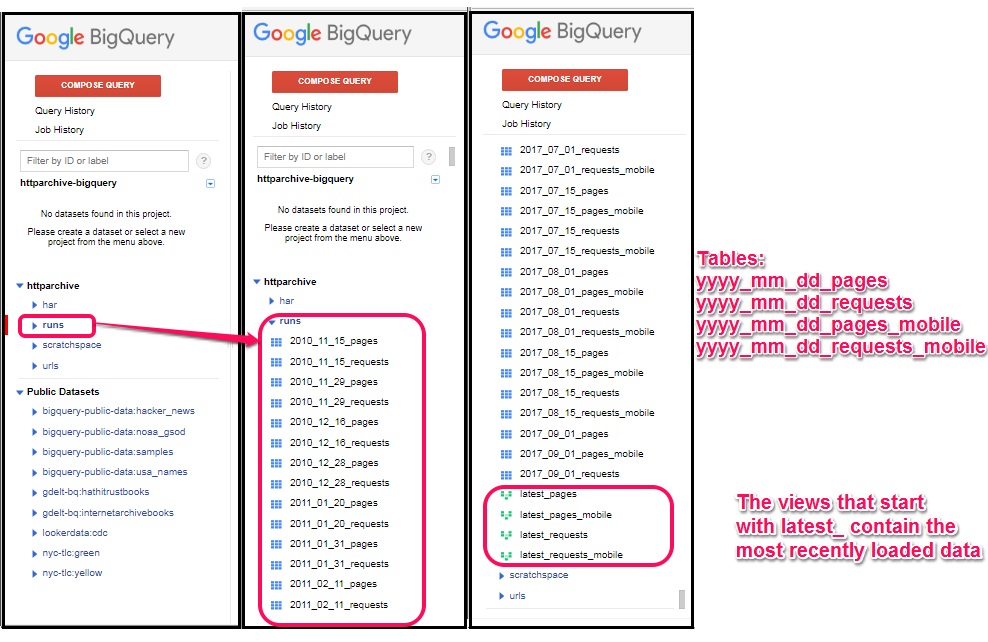 Google BigQuery
COMPOSE QUERY
Query History
Job History
Filter by ID or label
?
httparchive-bigquery
No datasets found in this project.
Please create a dataset or select a new
project from the menu above.
httparchive
har
runs
scratchspace
urls
Public Datasets
bigquery-public-data:hacker_news
bigquery-public-data:noaa_gsod
bigquery-public-data:samples
bigquery-public-data:usa_names
gdelt-bq:hathitrustbooks
gdelt-bq:internetarchivebooks
lookerdata:cdc
nyc-tlc:green
nyc-tlc:yellow
Google BigQuery
COMPOSE QUERY
Query History
Job History
Filter by ID or label
?
httparchive-bigquery
No datasets found in this project.
Please create a dataset or select a new
project from the menu above.
httparchive
har
runs
2010_11_15_pages
2010_11_15_requests
2010_11_29_pages
2010_11_29_requests
2010_12_16_pages
2010_12_16_requests
2010_12_28_pages
2010_12_28_requests
2011_01_20_pages
2011_01_20_requests
2011_01_31_pages
2011_01_31_requests
2011_02_11_pages
2011_02_11_requests
Google BigQuery
COMPOSE QUERY
Query History
Job History
2017_07_01_requests
2017_07_01_requests_mobile
2017_07_15_pages
2017_07_15_pages_mobile
2017_07_15_requests
2017_07_15_requests_mobile
2017_08_01_pages
2017_08_01_pages_mobile
2017_08_01_requests
2017_08_01_requests_mobile
2017_08_15_pages
2017_08_15_pages_mobile
2017_08_15_requests
2017_08_15_requests_mobile
2017_09_01_pages
2017_09_01_pages_mobile
2017_09_01_requests
latest_pages
latest_pages_mobile
latest_requests
latest_requests_mobile
scratchspace
urls
Tables:
yyyy_mm_dd_pages
yyyy_mm_dd_requests
yyyy_mm_dd_pages_mobile
yyyy_mm_dd_requests_mobile
The views that start
with latest_ contain the
most recently loaded data